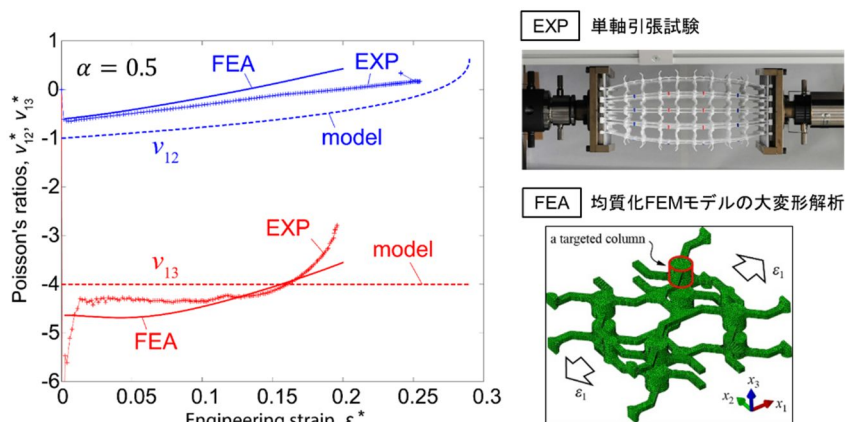 α = 0.5
FEA
EXP
model
ν12
EXP
model
ν13
FEA
1
0
-1
-2
-3
-4
-5
-6
0
0.05
0.1
0.15
0.2
0.25
0.3
Poisson's ratios, ν*12, ν*13
Engineering strain, ε*
EXP 単軸引張試験
FEA 均質化FEMモデルの大変形解析
a targeted column
ε1
ε1
x3
x2
x1